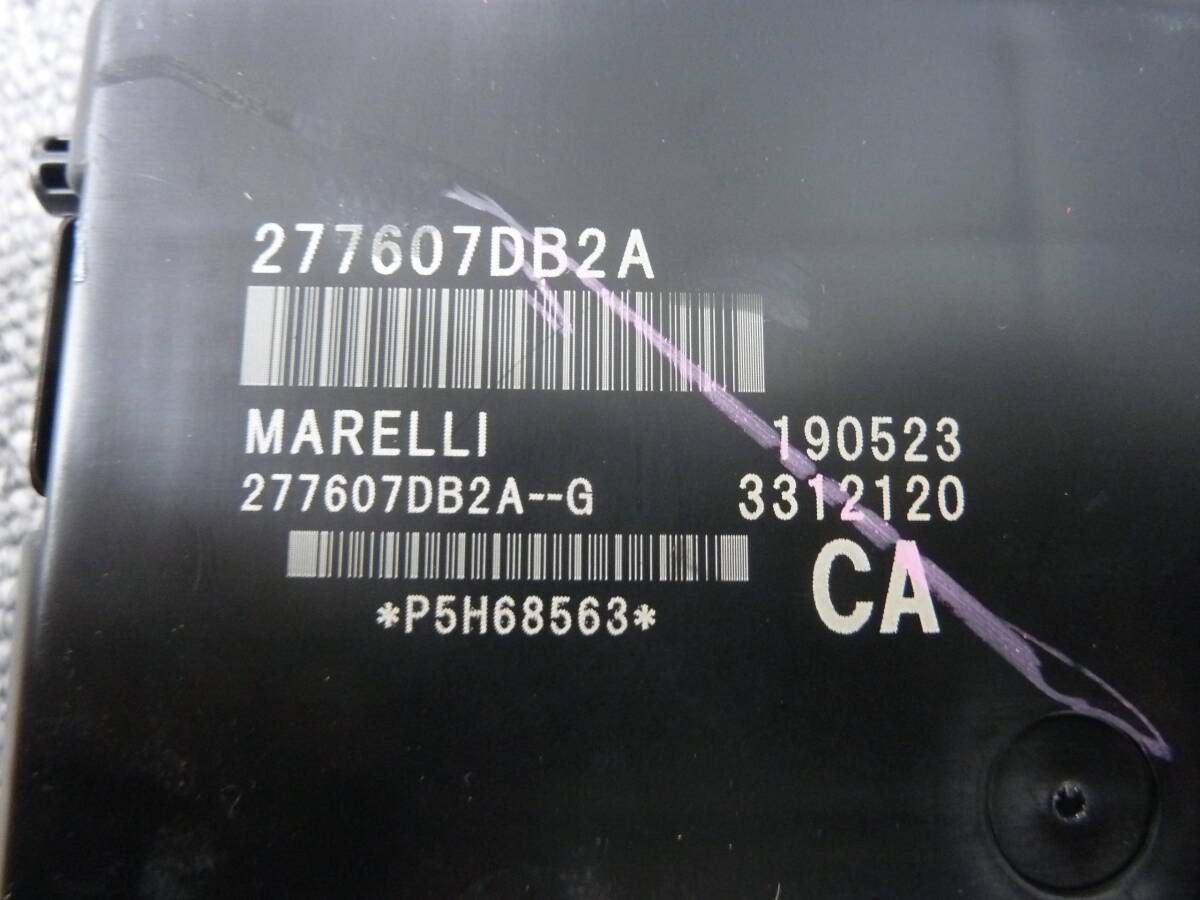 277607DB2A
MARELLI 190523
277607DB2A--G 3312120
CA
*P5H68563*